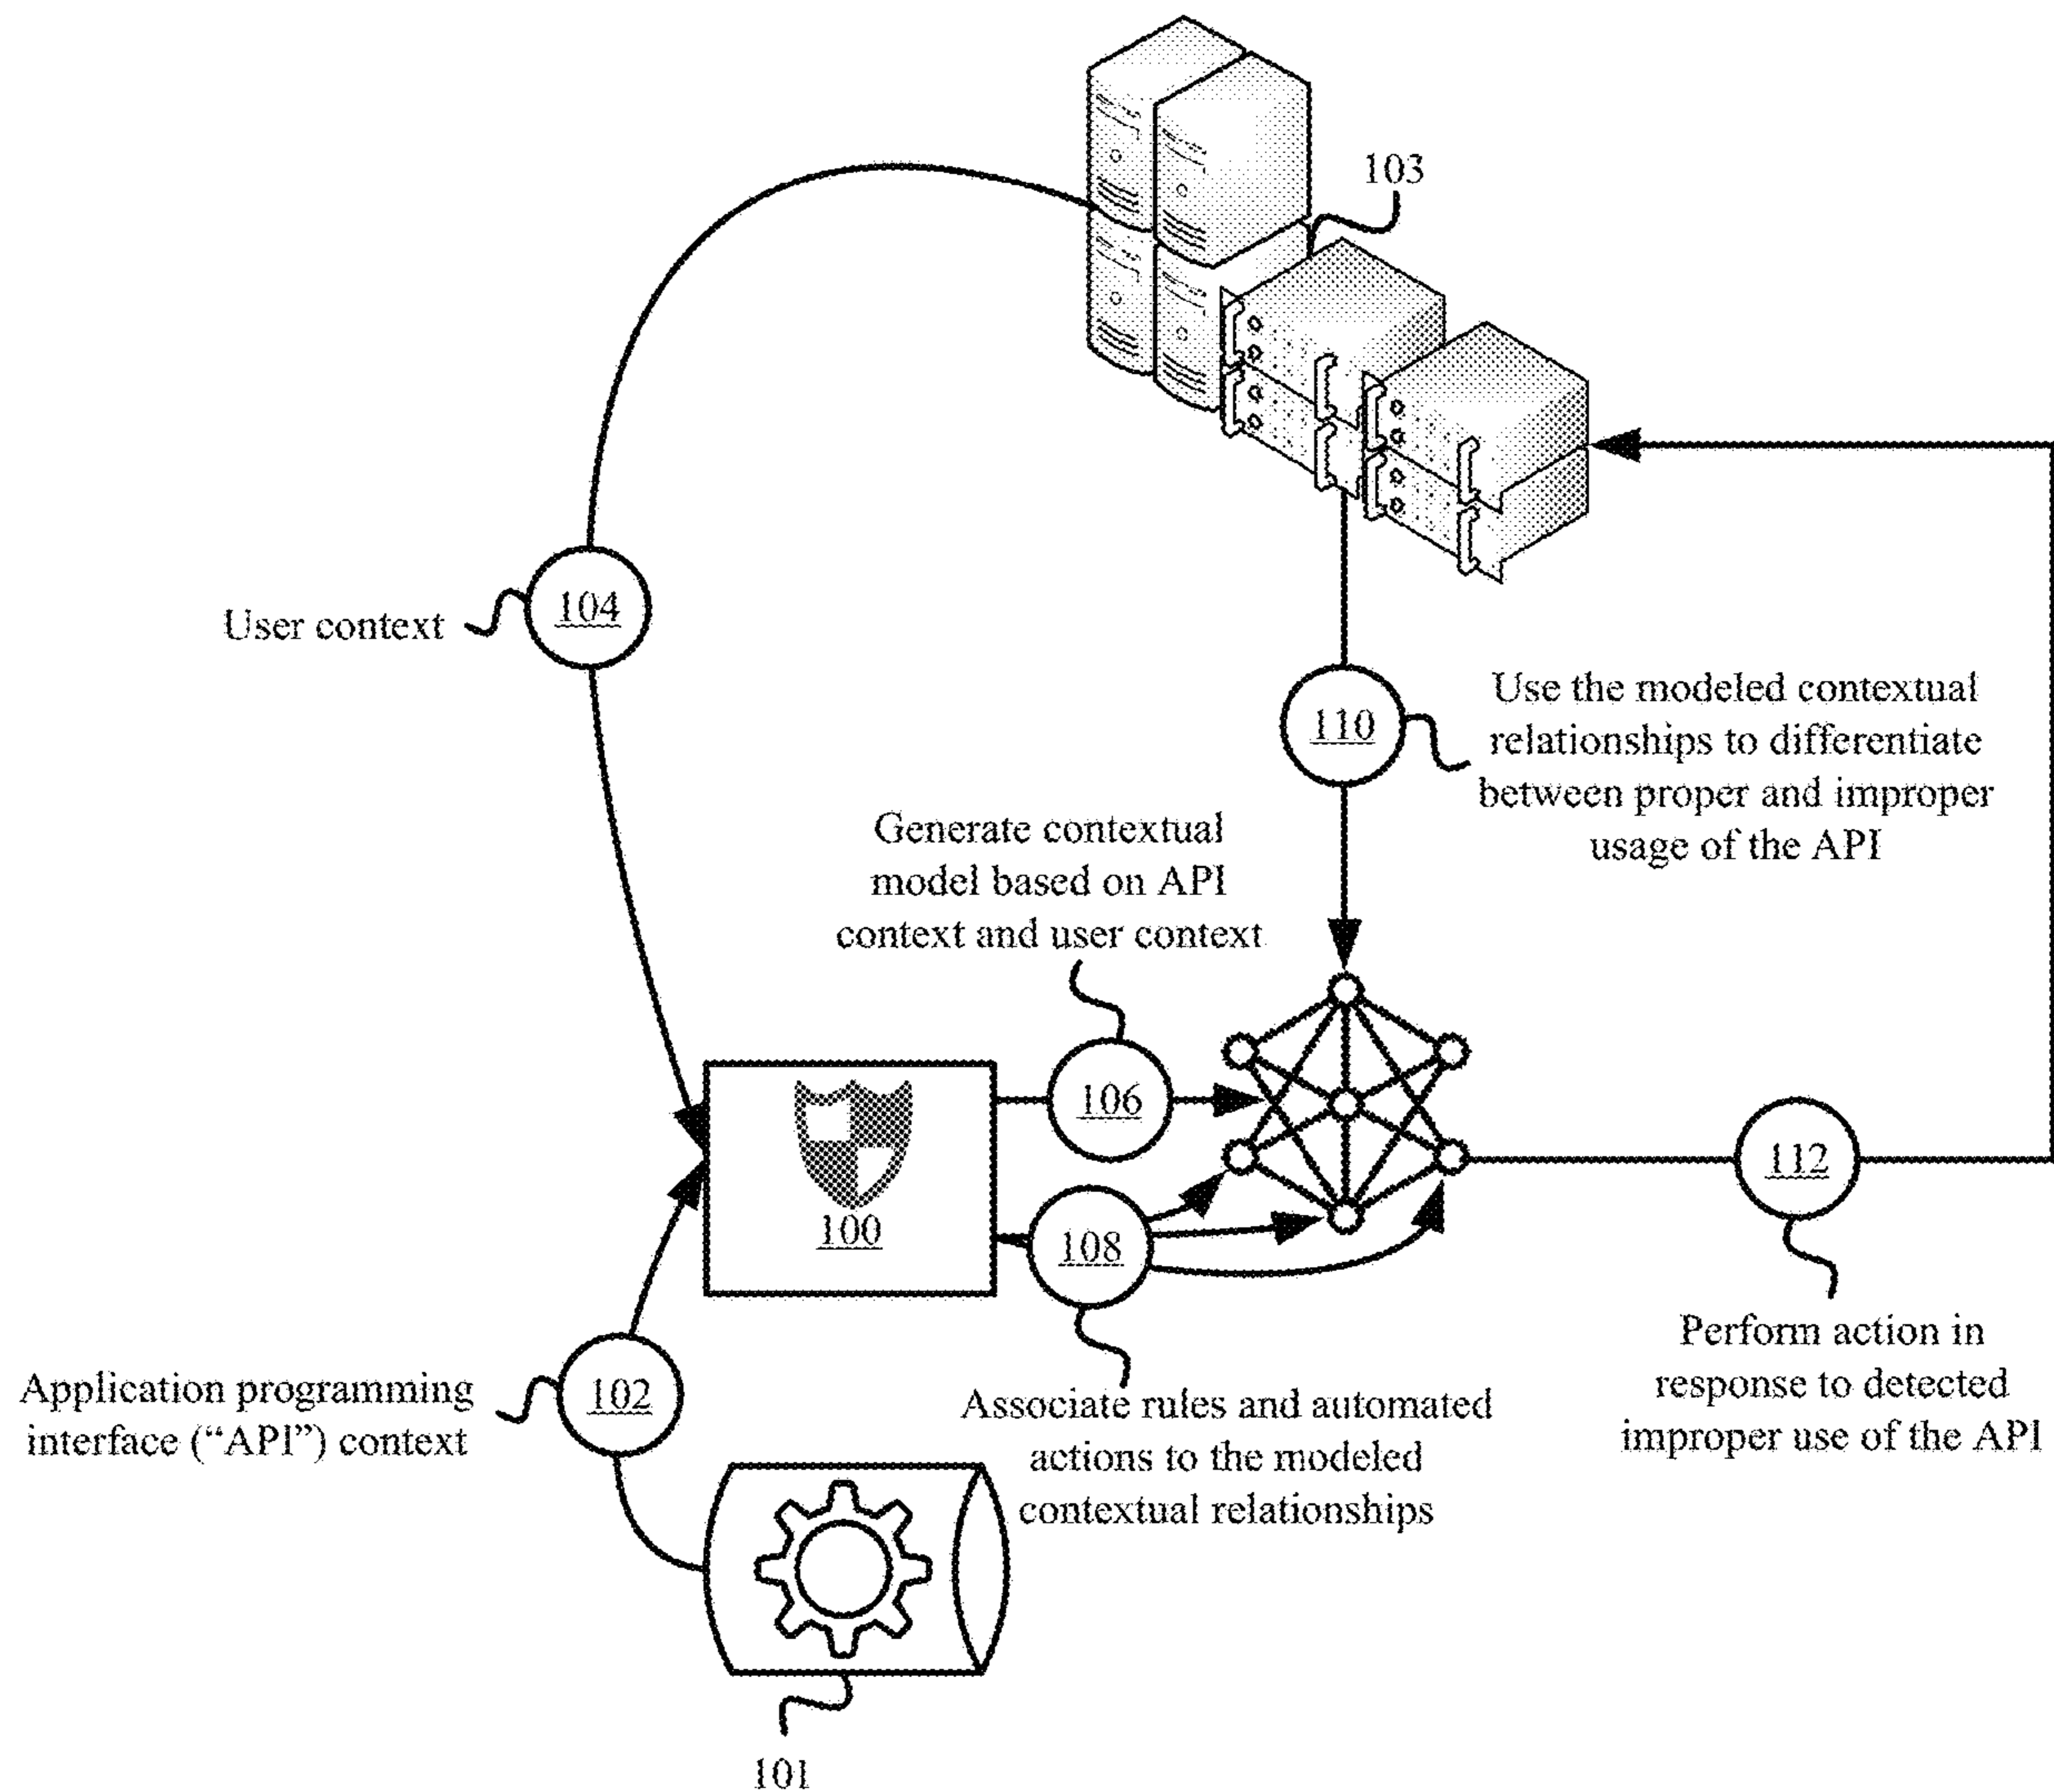 103
104
User context
110
Use the modeled contextual
relationships to differentiate
between proper and improper
usage of the API
Generate contextual
model based on API
context and user context
106
100
108
112
Perform action in
response to detected
improper use of the API
102
Application programming
interface (“API”) context
Associate rules and automated
actions to the modeled
contextual relationships
101